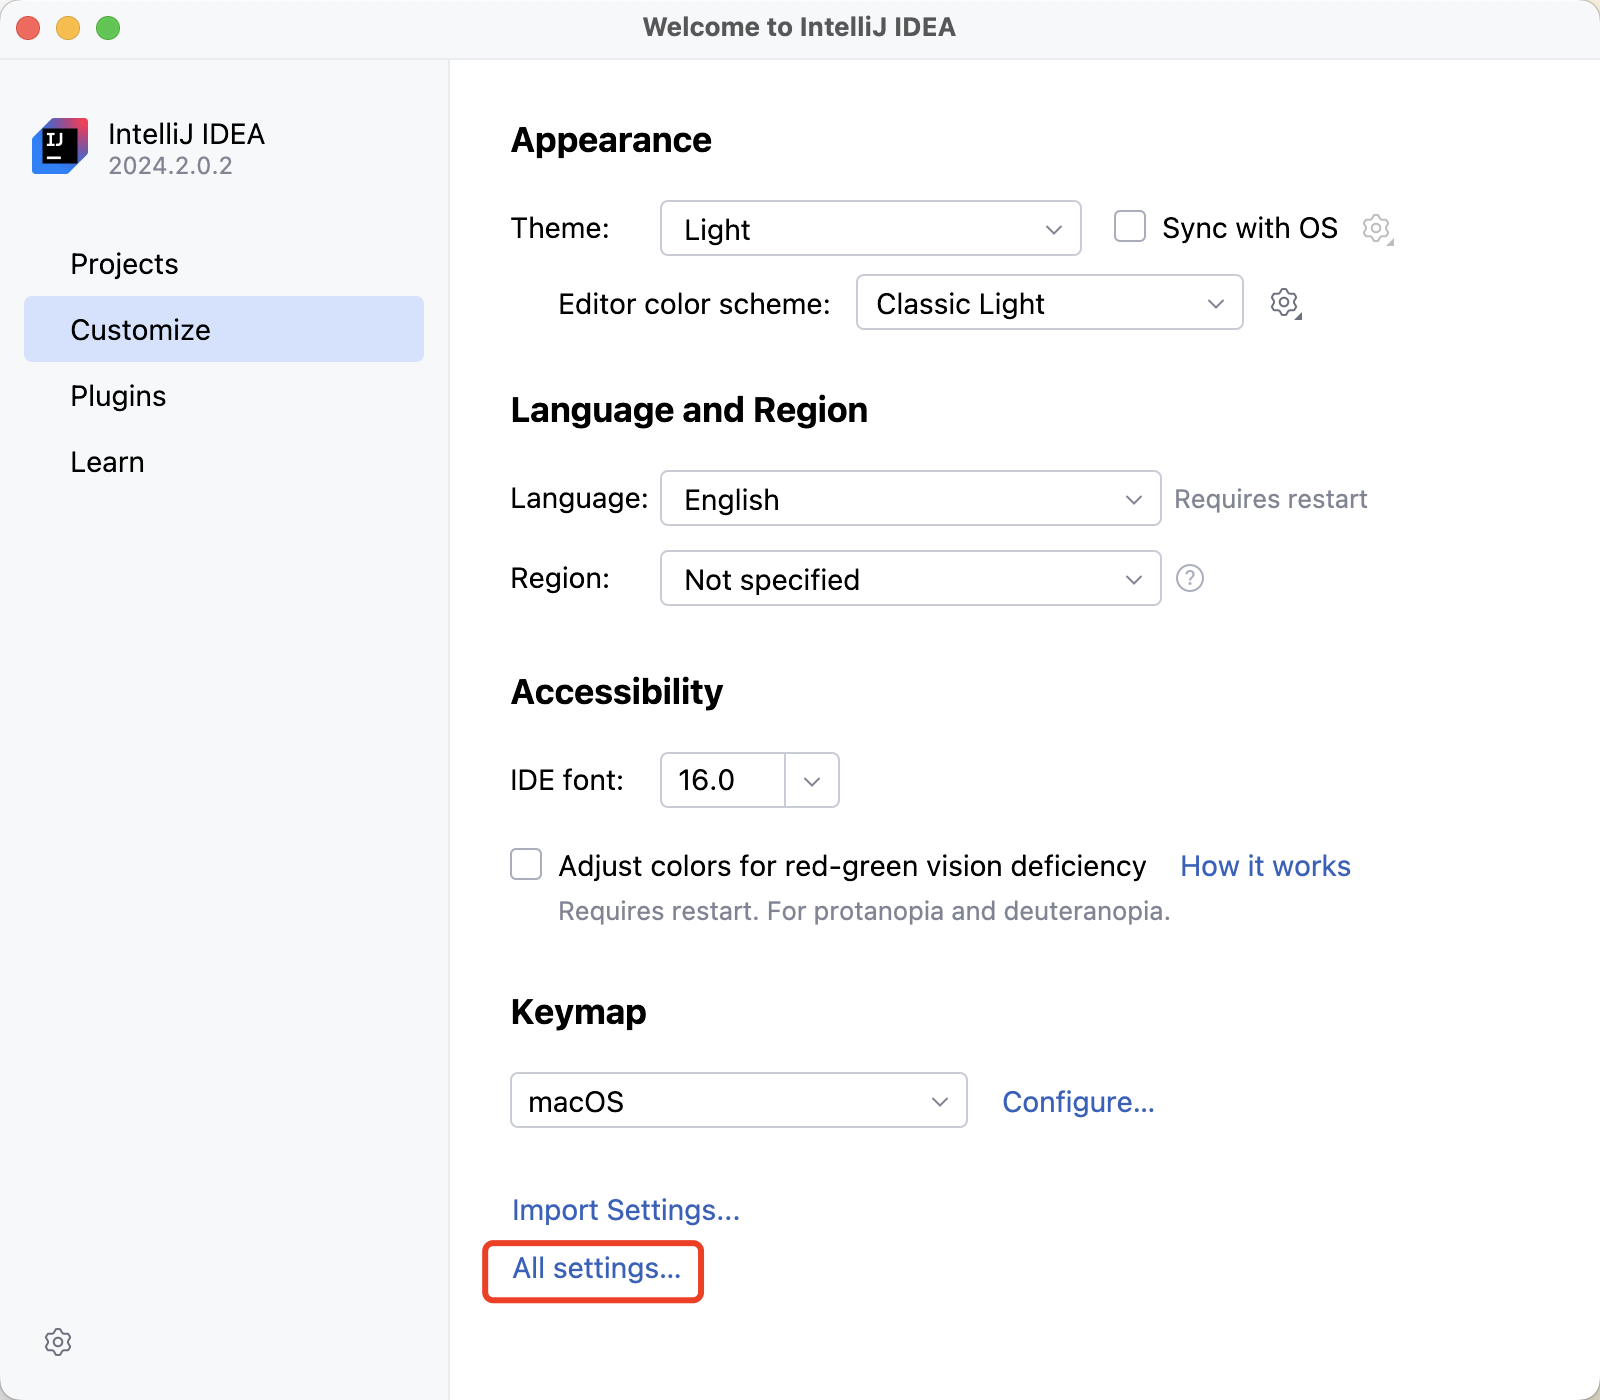 Welcome to IntelliJ IDEA
IJ
IntelliJ IDEA
2024.2.0.2
Projects
Customize
Plugins
Learn
Appearance
Theme: Light Sync with OS
Editor color scheme: Classic Light
Language and Region
Language: English Requires restart
Region: Not specified ?
Accessibility
IDE font: 16.0
Adjust colors for red-green vision deficiency How it works
Requires restart. For protanopia and deuteranopia.
Keymap
macOS Configure...
Import Settings...
All settings...